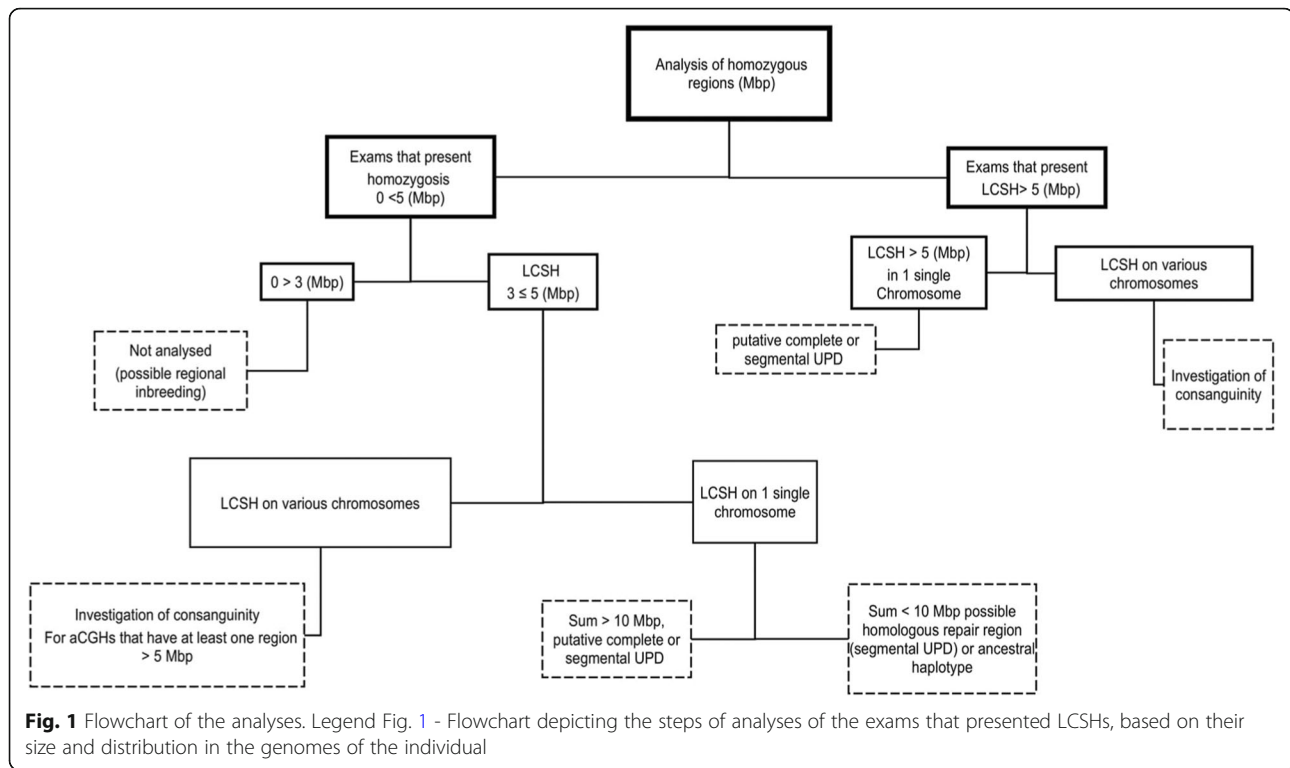 Analysis of homozygous
regions (Mbp)
Exams that present
homozygosis
0 <5 (Mbp)
Exams that present
LCSH> 5 (Mbp)
0 > 3 (Mbp)
LCSH
3 ≤ 5 (Mbp)
LCSH > 5 (Mbp)
in 1 single
Chromosome
LCSH on various
chromosomes
Not analysed
(possible regional
inbreeding)
putative complete or
segmental UPD
Investigation of
consanguinity
LCSH on various chromosomes
LCSH on 1 single
chromosome
Investigation of consanguinity
For aCGHs that have at least one region
> 5 Mbp
Sum > 10 Mbp,
putative complete or
segmental UPD
Sum < 10 Mbp possible
homologous repair region
(segmental UPD) or ancestral
haplotype
Fig. 1 Flowchart of the analyses. Legend Fig. 1 - Flowchart depicting the steps of analyses of the exams that presented LCSHs, based on their
size and distribution in the genomes of the individual